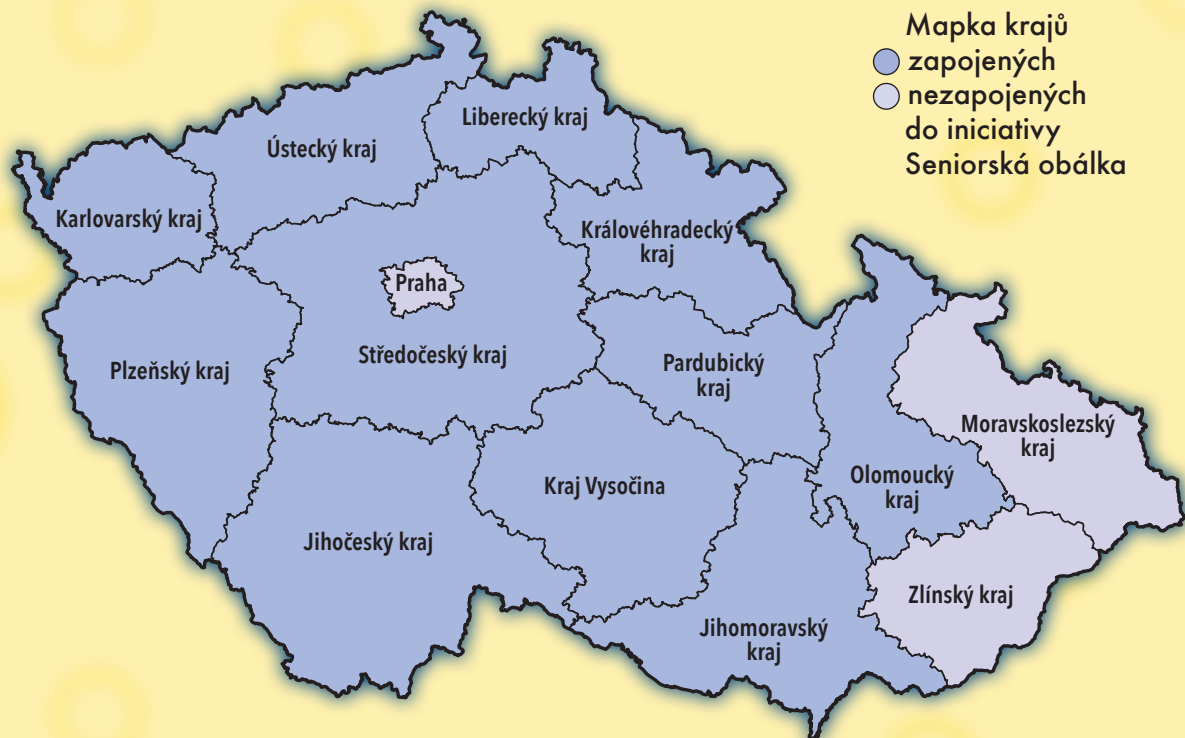 Mapka krajů
zapojených
nezapojených
do iniciativy
Seniorská obálka
Liberecký kraj
Ústecký kraj
Karlovarský kraj
Královéhradecký
kraj
Praha
Středočeský kraj
Plzeňský kraj
Pardubický
kraj
Moravskoslezský
kraj
Olomoucký
kraj
Kraj Vysočina
Jihočeský kraj
Zlínský kraj
Jihomoravský
kraj